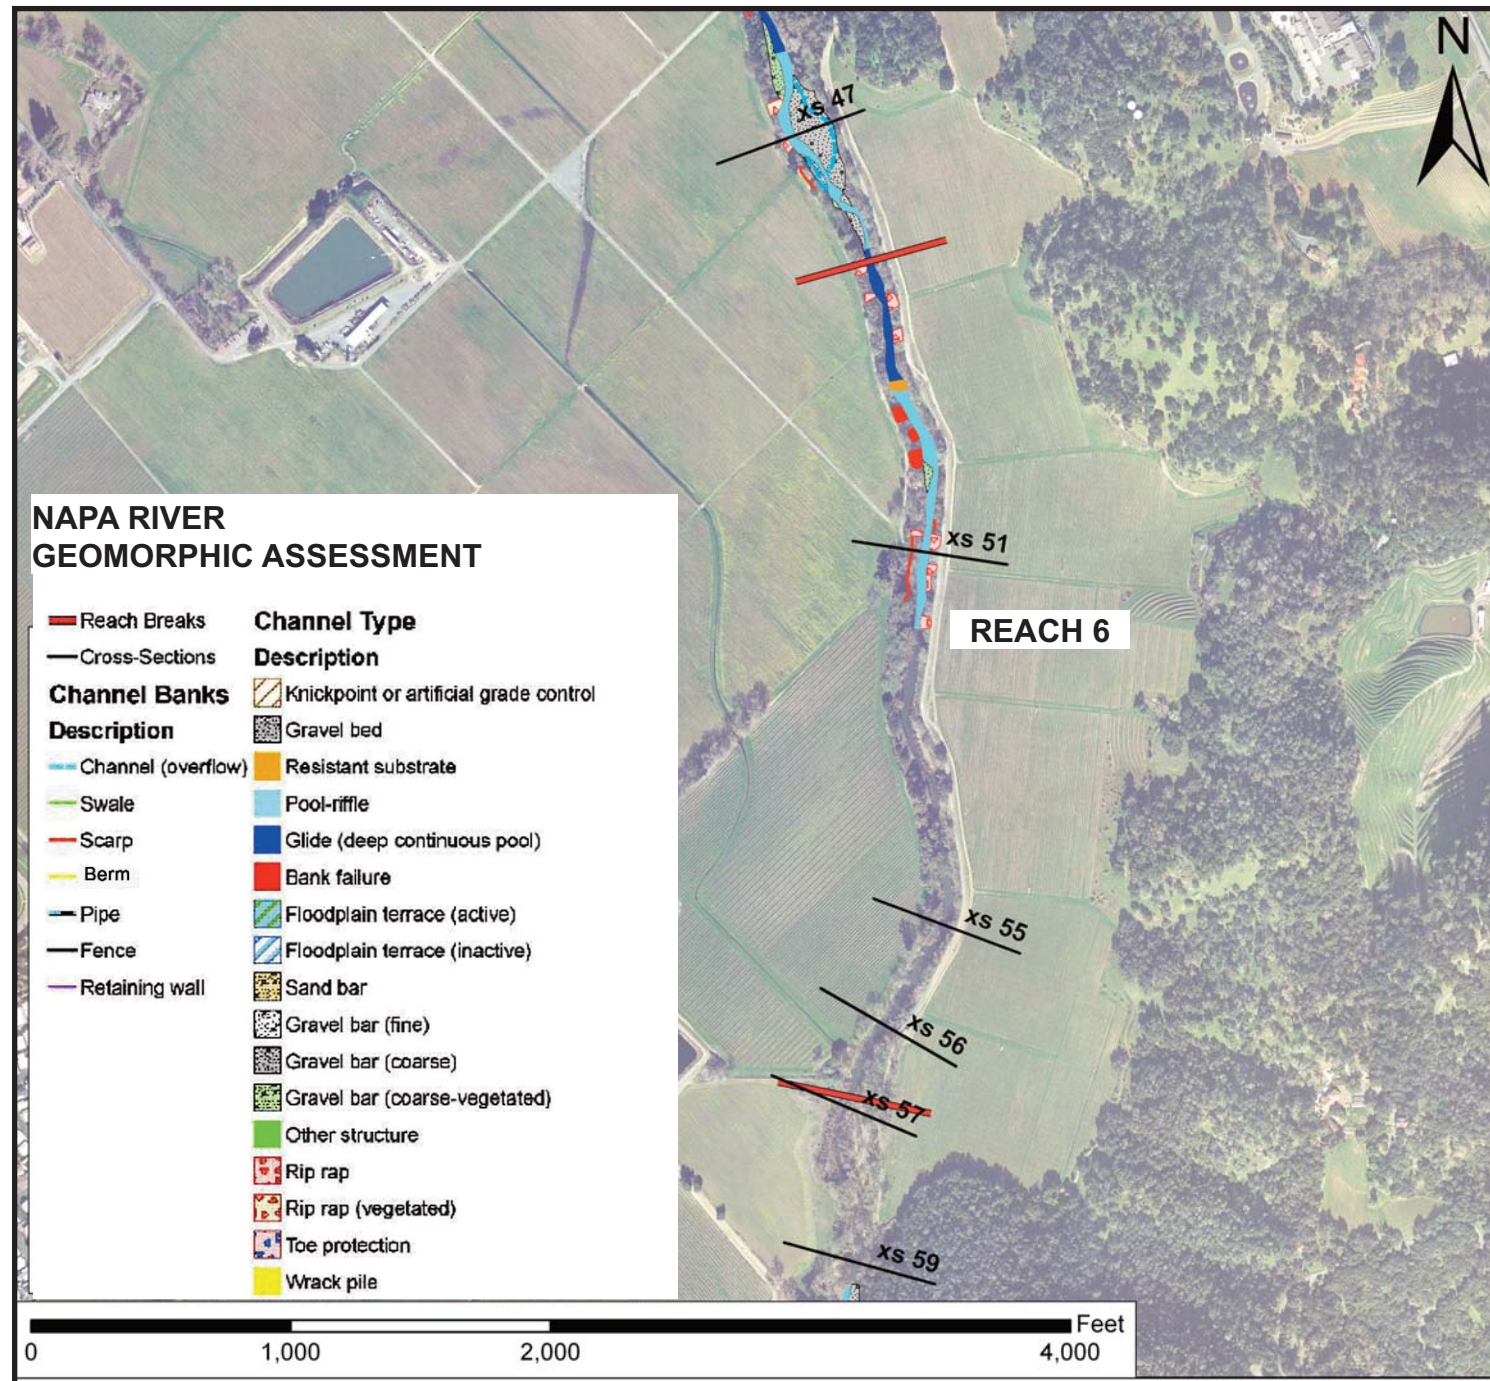 N
xs 47
xs 51
REACH 6
xs 55
xs 56
xs 57
xs 59
NAPA RIVER
GEOMORPHIC ASSESSMENT
Reach Breaks
Cross-Sections
Channel Banks
Description
Channel (overflow)
Swale
Scarp
Berm
Pipe
Fence
Retaining wall
Channel Type
Description
Knickpoint or artificial grade control
Gravel bed
Resistant substrate
Pool-riffle
Glide (deep continuous pool)
Bank failure
Floodplain terrace (active)
Floodplain terrace (inactive)
Sand bar
Gravel bar (fine)
Gravel bar (coarse)
Gravel bar (coarse-vegetated)
Other structure
Rip rap
Rip rap (vegetated)
Toe protection
Wrack pile
Feet
0 1,000 2,000 4,000